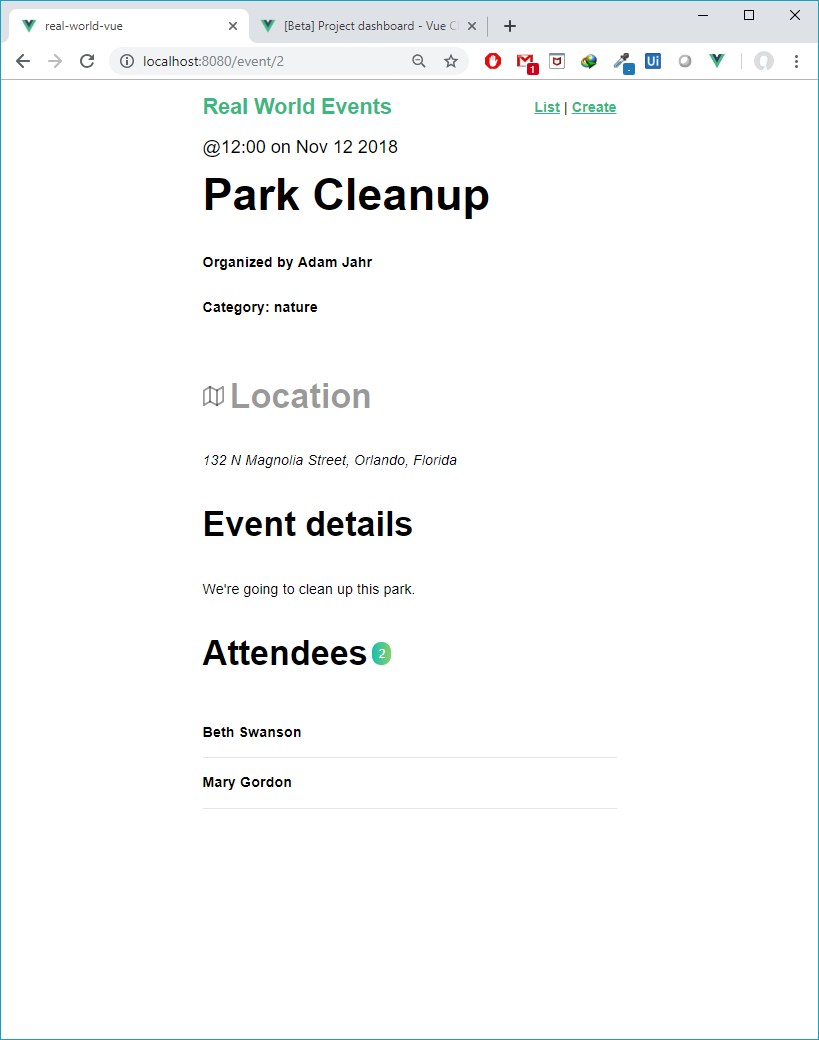 real-world-vue
[Beta] Project dashboard - Vue C
localhost:8080/event/2
1
Ui
Real World Events
List | Create
@12:00 on Nov 12 2018
Park Cleanup
Organized by Adam Jahr
Category: nature
Location
132 N Magnolia Street, Orlando, Florida
Event details
We're going to clean up this park.
Attendees 2
Beth Swanson
Mary Gordon